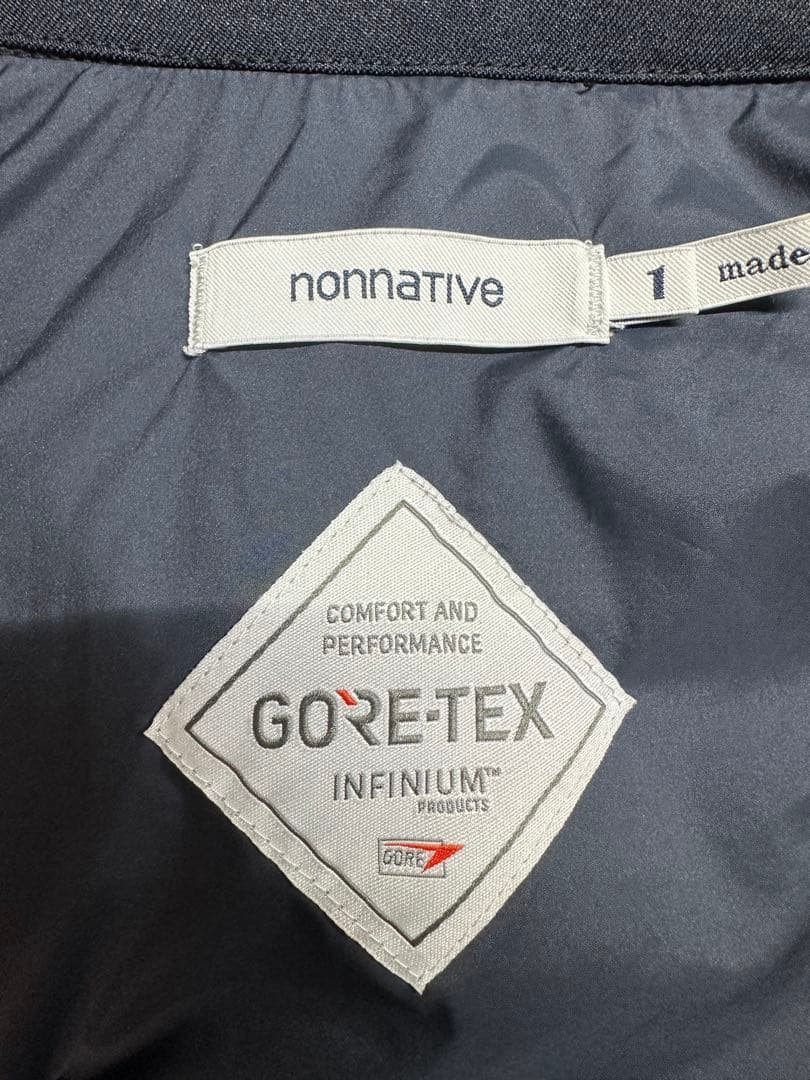 nonnative
1
made
COMFORT AND
PERFORMANCE
GORE-TEX
INFINIUM™
PRODUCTS
GORE